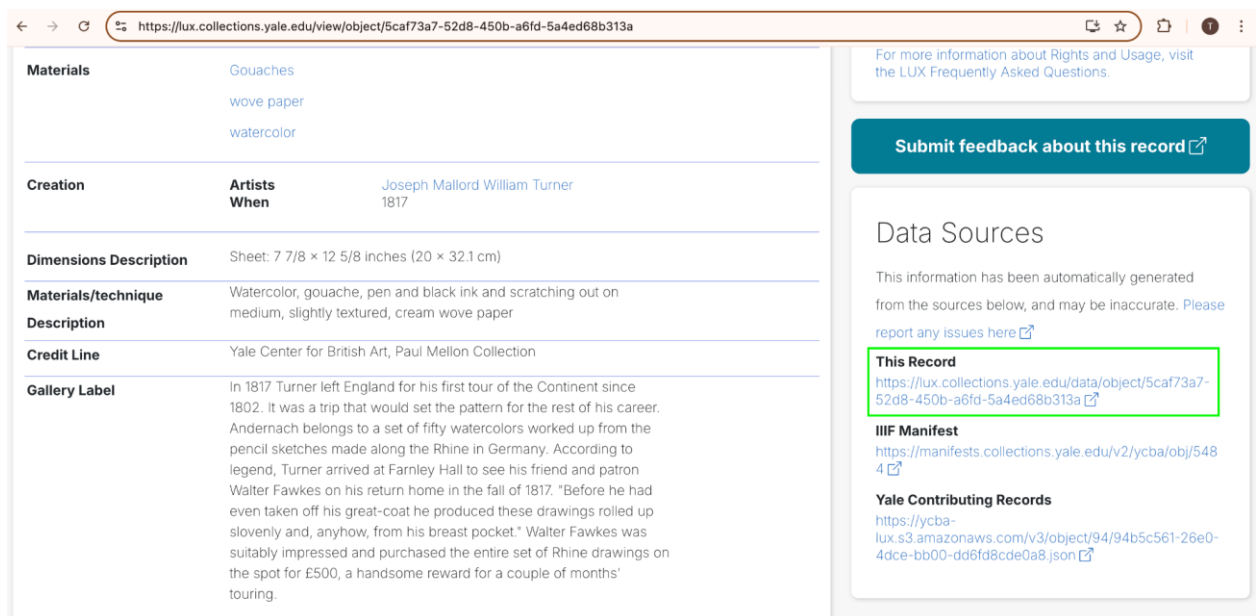 https://lux.collections.yale.edu/view/object/5caf73a7-52d8-450b-a6fd-5a4ed68b313a
T
Materials
Gouaches
wove paper
watercolor
Creation
Artists
Joseph Mallord William Turner
When
1817
Dimensions Description
Sheet: 7 7/8 × 12 5/8 inches (20 × 32.1 cm)
Materials/technique
Description
Watercolor, gouache, pen and black ink and scratching out on
medium, slightly textured, cream wove paper
Credit Line
Yale Center for British Art, Paul Mellon Collection
Gallery Label
In 1817 Turner left England for his first tour of the Continent since
1802. It was a trip that would set the pattern for the rest of his career.
Andernach belongs to a set of fifty watercolors worked up from the
pencil sketches made along the Rhine in Germany. According to
legend, Turner arrived at Farnley Hall to see his friend and patron
Walter Fawkes on his return home in the fall of 1817. "Before he had
even taken off his great-coat he produced these drawings rolled up
slovenly and, anyhow, from his breast pocket." Walter Fawkes was
suitably impressed and purchased the entire set of Rhine drawings on
the spot for £500, a handsome reward for a couple of months'
touring.
For more information about Rights and Usage, visit
the LUX Frequently Asked Questions.
Submit feedback about this record
Data Sources
This information has been automatically generated
from the sources below, and may be inaccurate. Please
report any issues here
This Record
https://lux.collections.yale.edu/data/object/5caf73a7-
52d8-450b-a6fd-5a4ed68b313a
IIIF Manifest
https://manifests.collections.yale.edu/v2/ycba/obj/548
4
Yale Contributing Records
https://ycba-
lux.s3.amazonaws.com/v3/object/94/94b5c561-26e0-
4dce-bb00-dd6fd8cde0a8.json